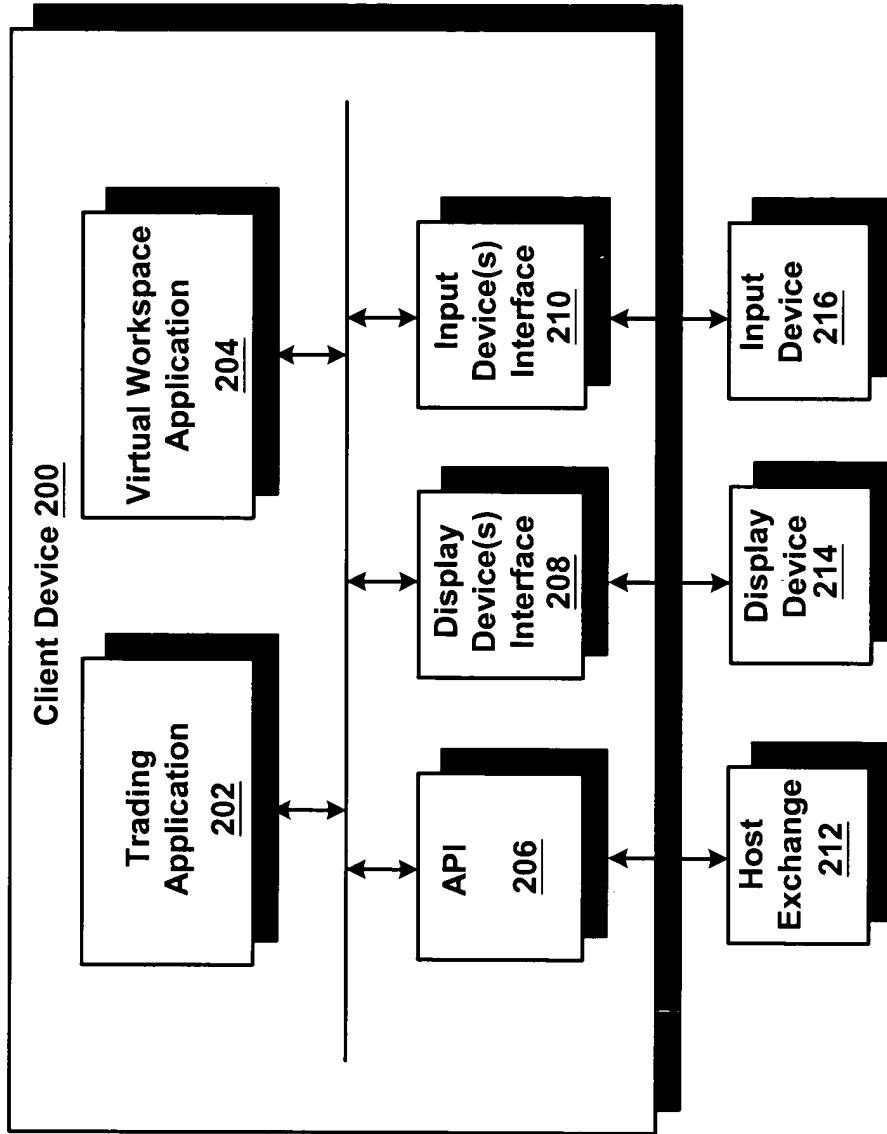 Client Device 200
Trading
Application
202
Virtual Workspace
Application
204
API
206
Display
Device(s)
Interface
208
Input
Device(s)
Interface
210
Host
Exchange
212
Display
Device
214
Input
Device
216